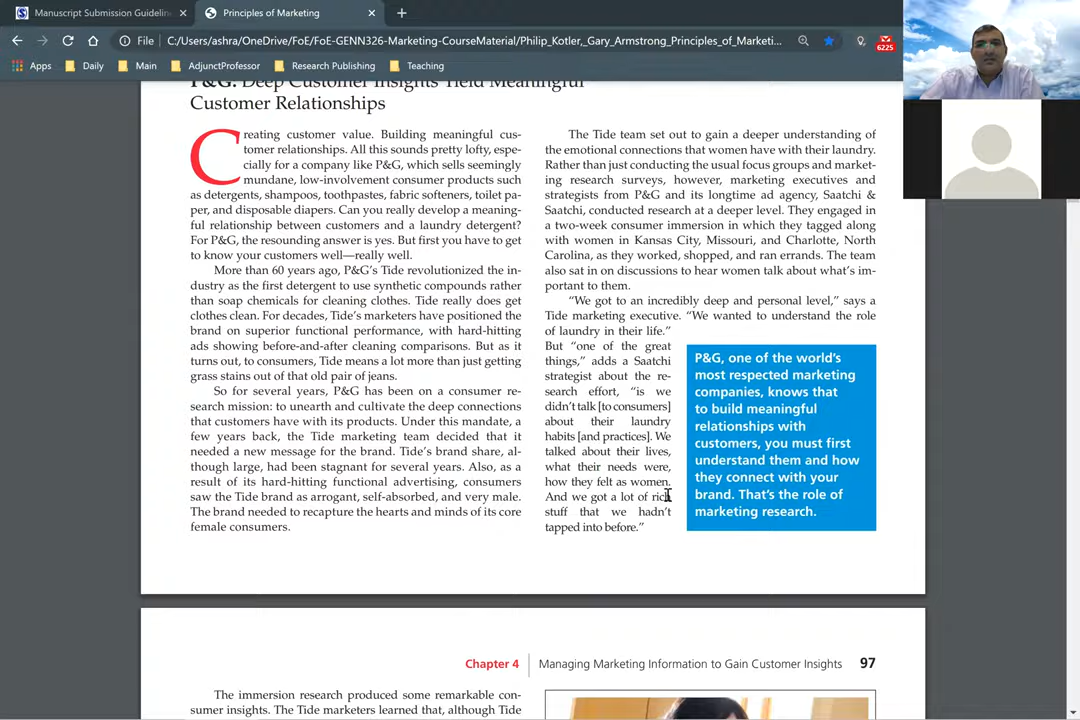 Manuscript Submission Guidelin
Principles of Marketing
File
C:/Users/ashra/OneDrive/FoE/FoE-GENN326-Marketing-CourseMaterial/Philip_Kotler,_Gary_Armstrong_Principles_of_Marketi...
6225
Apps
Daily
Main
AdjunctProfessor
Research Publishing
Teaching
P&G: Deep Customer Insights Yield Meaningful
Customer Relationships
Creating customer value. Building meaningful cus-
tomer relationships. All this sounds pretty lofty, espe-
cially for a company like P&G, which sells seemingly
mundane, low-involvement consumer products such
as detergents, shampoos, toothpastes, fabric softeners, toilet pa-
per, and disposable diapers. Can you really develop a meaning-
ful relationship between customers and a laundry detergent?
For P&G, the resounding answer is yes. But first you have to get
to know your customers well—really well.
More than 60 years ago, P&G's Tide revolutionized the in-
dustry as the first detergent to use synthetic compounds rather
than soap chemicals for cleaning clothes. Tide really does get
clothes clean. For decades, Tide's marketers have positioned the
brand on superior functional performance, with hard-hitting
ads showing before-and-after cleaning comparisons. But as it
turns out, to consumers, Tide means a lot more than just getting
grass stains out of that old pair of jeans.
So for several years, P&G has been on a consumer re-
search mission: to unearth and cultivate the deep connections
that customers have with its products. Under this mandate, a
few years back, the Tide marketing team decided that it
needed a new message for the brand. Tide's brand share, al-
though large, had been stagnant for several years. Also, as a
result of its hard-hitting functional advertising, consumers
saw the Tide brand as arrogant, self-absorbed, and very male.
The brand needed to recapture the hearts and minds of its core
female consumers.
The Tide team set out to gain a deeper understanding of
the emotional connections that women have with their laundry.
Rather than just conducting the usual focus groups and market-
ing research surveys, however, marketing executives and
strategists from P&G and its longtime ad agency, Saatchi &
Saatchi, conducted research at a deeper level. They engaged in
a two-week consumer immersion in which they tagged along
with women in Kansas City, Missouri, and Charlotte, North
Carolina, as they worked, shopped, and ran errands. The team
also sat in on discussions to hear women talk about what's im-
portant to them.
"We got to an incredibly deep and personal level," says a
Tide marketing executive. "We wanted to understand the role
of laundry in their life."
But "one of the great
things," adds a Saatchi
strategist about the re-
search effort, "is we
didn't talk [to consumers]
about their laundry
habits [and practices]. We
talked about their lives,
what their needs were,
how they felt as women.
And we got a lot of rich
stuff that we hadn't
tapped into before."
P&G, one of the world's
most respected marketing
companies, knows that
to build meaningful
relationships with
customers, you must first
understand them and how
they connect with your
brand. That's the role of
marketing research.
Chapter 4
Managing Marketing Information to Gain Customer Insights
97
The immersion research produced some remarkable con-
sumer insights. The Tide marketers learned that, although Tide